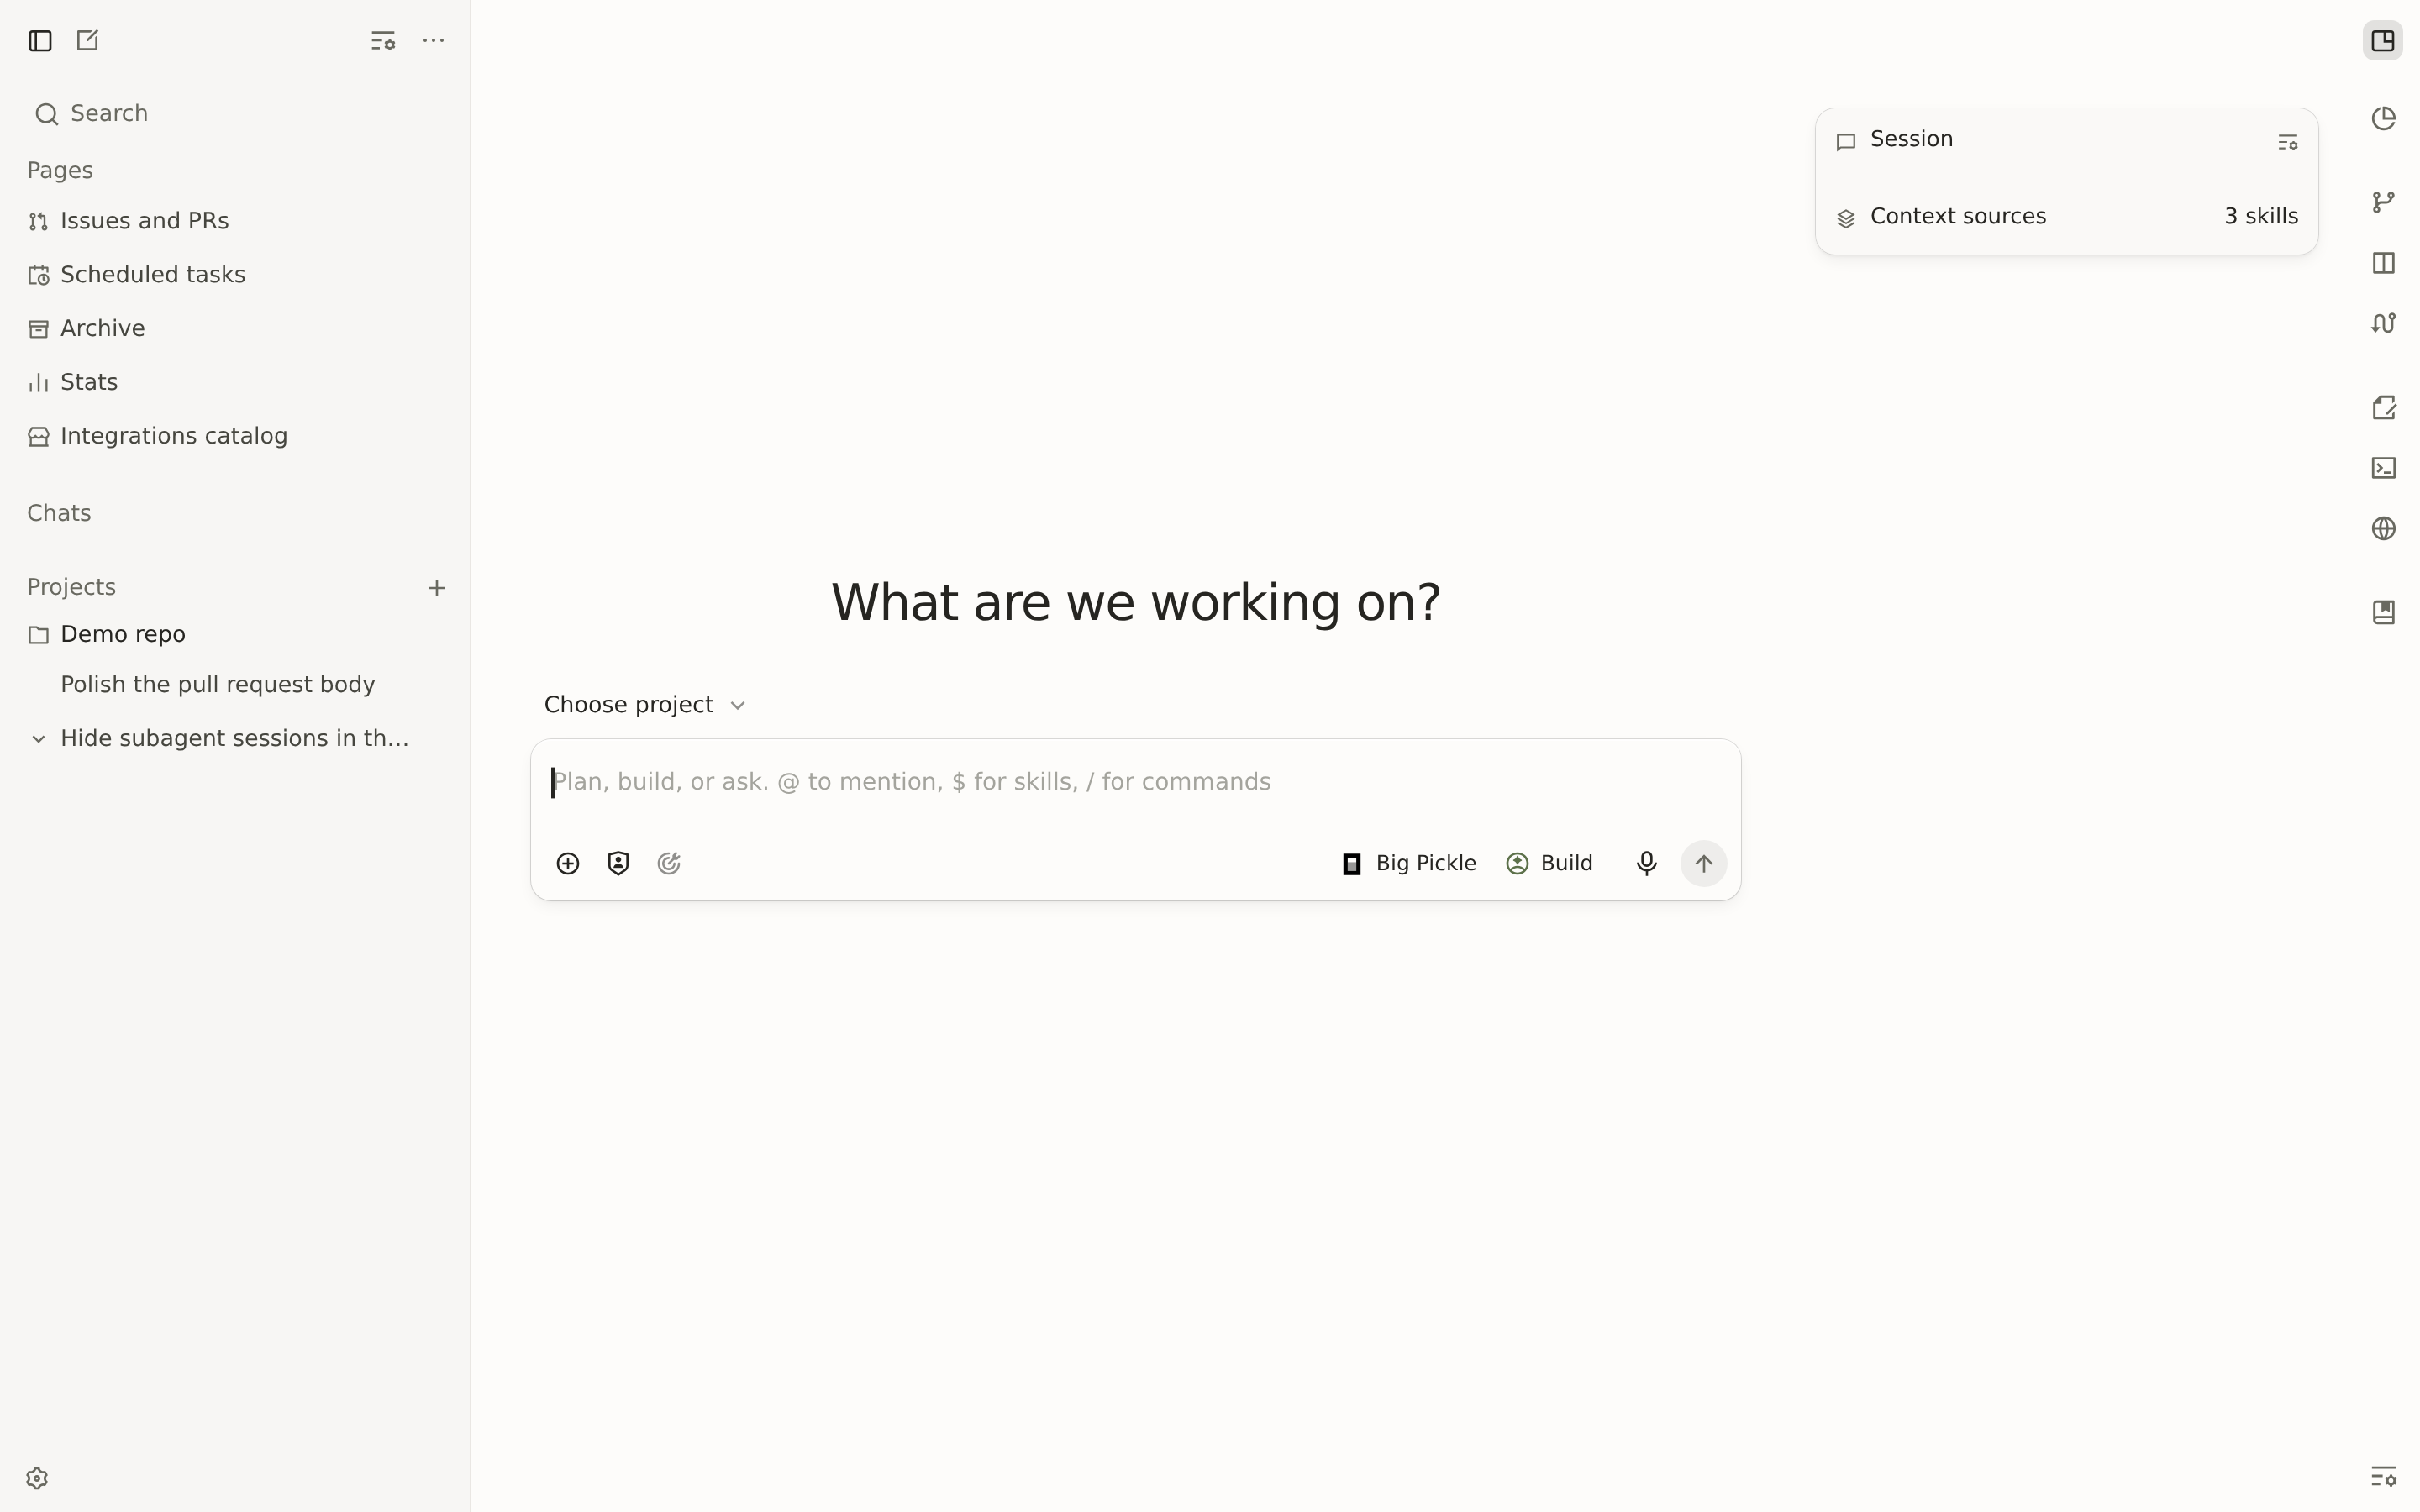 Search
Pages
Issues and PRs
Scheduled tasks
Archive
Stats
Integrations catalog
Chats
Projects
Demo repo
Polish the pull request body
Hide subagent sessions in th...
Session
Context sources 3 skills
What are we working on?
Choose project
Plan, build, or ask. @ to mention, $ for skills, / for commands
Big Pickle Build